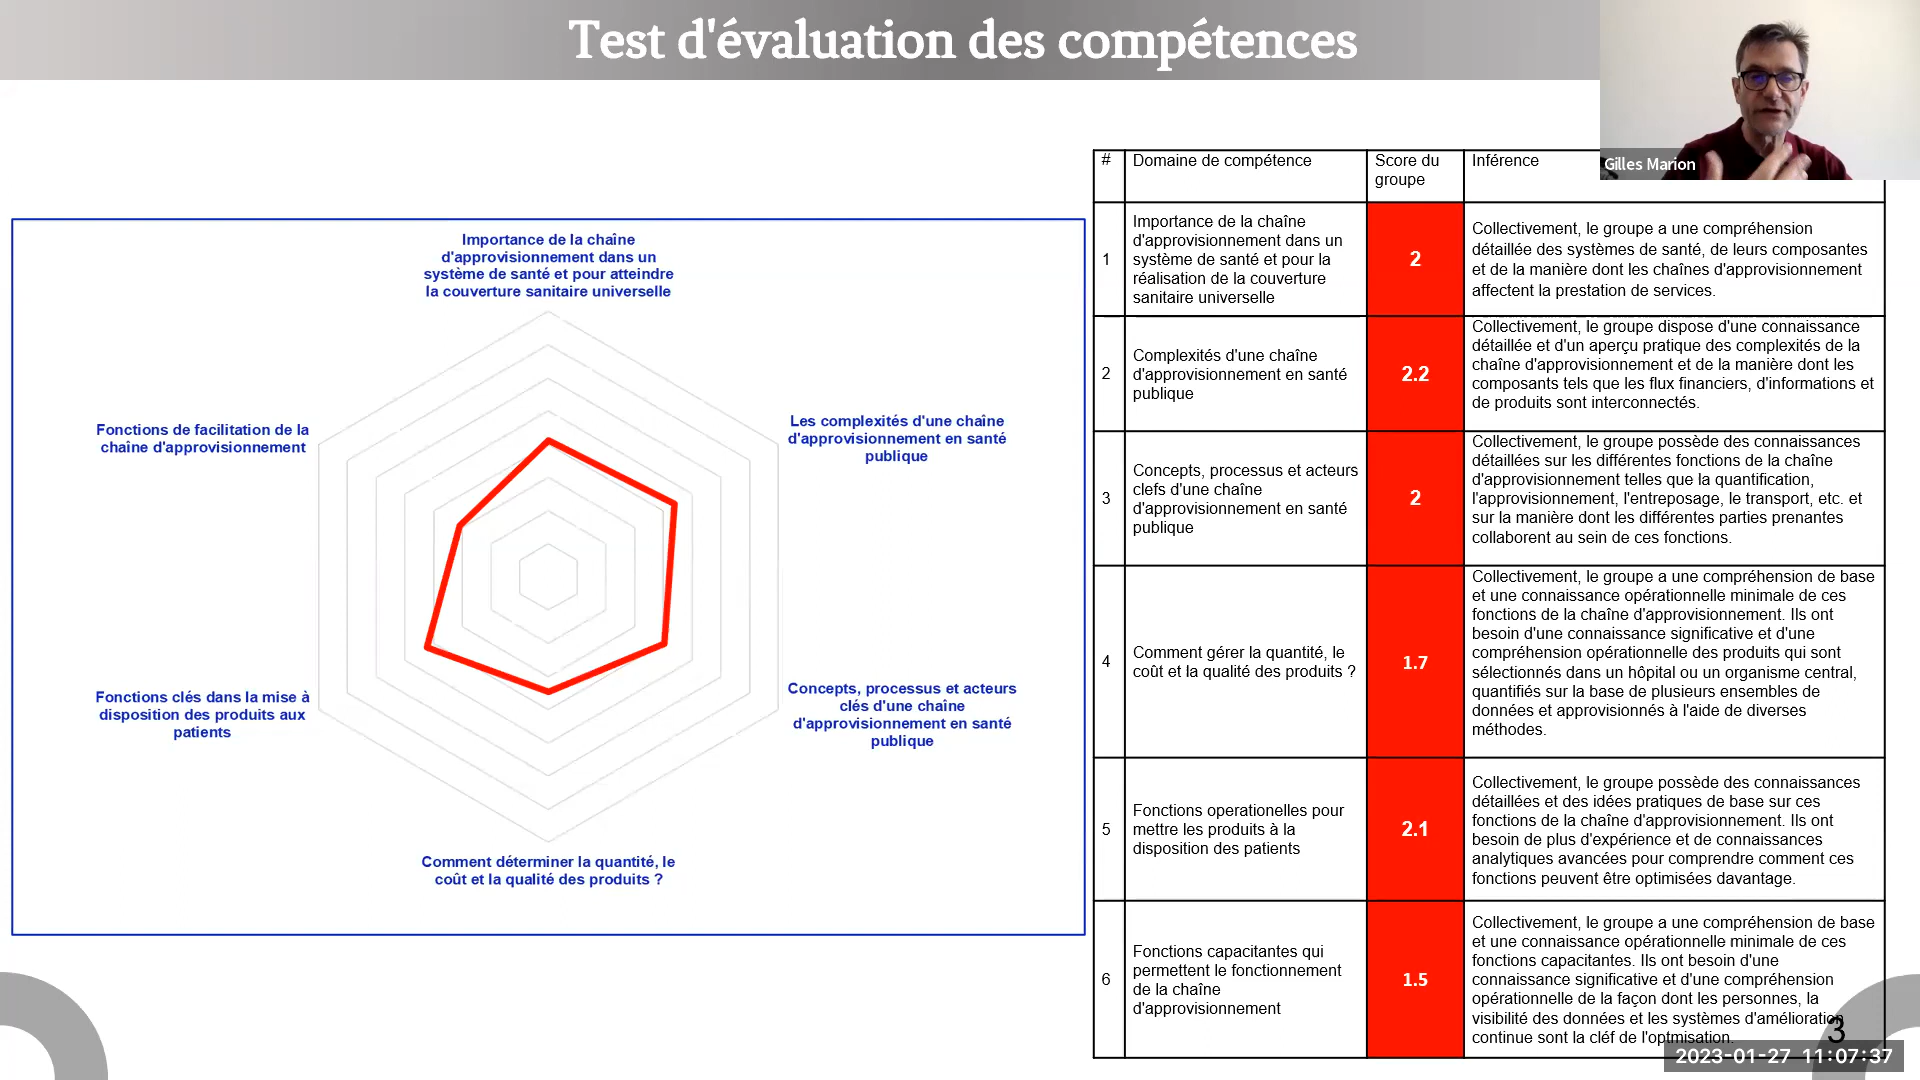 Test d'évaluation des compétences
Gilles Marion
Importance de la chaîne
d'approvisionnement dans un
système de santé et pour atteindre
la couverture sanitaire universelle
Fonctions de facilitation de la
chaîne d'approvisionnement
Les complexités d'une chaîne
d'approvisionnement en santé
publique
Fonctions clés dans la mise à
disposition des produits aux
patients
Concepts, processus et acteurs
clés d'une chaîne
d'approvisionnement en santé
publique
Comment déterminer la quantité, le
coût et la qualité des produits ?
#
Domaine de compétence
Score du
groupe
Inférence
1
Importance de la chaîne
d'approvisionnement dans un
système de santé et pour la
réalisation de la couverture
sanitaire universelle
2
Collectivement, le groupe a une compréhension
détaillée des systèmes de santé, de leurs composantes
et de la manière dont les chaînes d'approvisionnement
affectent la prestation de services.
2
Complexités d'une chaîne
d'approvisionnement en santé
publique
2.2
Collectivement, le groupe dispose d'une connaissance
détaillée et d'un aperçu pratique des complexités de la
chaîne d'approvisionnement et de la manière dont les
composants tels que les flux financiers, d'informations et
de produits sont interconnectés.
3
Concepts, processus et acteurs
clefs d'une chaîne
d'approvisionnement en santé
publique
2
Collectivement, le groupe possède des connaissances
détaillées sur les différentes fonctions de la chaîne
d'approvisionnement telles que la quantification,
l'approvisionnement, l'entreposage, le transport, etc. et
sur la manière dont les différentes parties prenantes
collaborent au sein de ces fonctions.
4
Comment gérer la quantité, le
coût et la qualité des produits ?
1.7
Collectivement, le groupe a une compréhension de base
et une connaissance opérationnelle minimale de ces
fonctions de la chaîne d'approvisionnement. Ils ont
besoin d'une connaissance significative et d'une
compréhension opérationnelle des produits qui sont
sélectionnés dans un hôpital ou un organisme central,
quantifiés sur la base de plusieurs ensembles de
données et approvisionnés à l'aide de diverses
méthodes.
5
Fonctions operationelles pour
mettre les produits à la
disposition des patients
2.1
Collectivement, le groupe possède des connaissances
détaillées et des idées pratiques de base sur ces
fonctions de la chaîne d'approvisionnement. Ils ont
besoin de plus d'expérience et de connaissances
analytiques avancées pour comprendre comment ces
fonctions peuvent être optimisées davantage.
6
Fonctions capacitantes qui
permettent le fonctionnement
de la chaîne
d'approvisionnement
1.5
Collectivement, le groupe a une compréhension de base
et une connaissance opérationnelle minimale de ces
fonctions capacitantes. Ils ont besoin d'une
connaissance significative et d'une compréhension
opérationnelle de la façon dont les personnes, la
visibilité des données et les systèmes d'amélioration
continue sont la cléf de l'optmisation.
3
2023-01-27 11:07:37